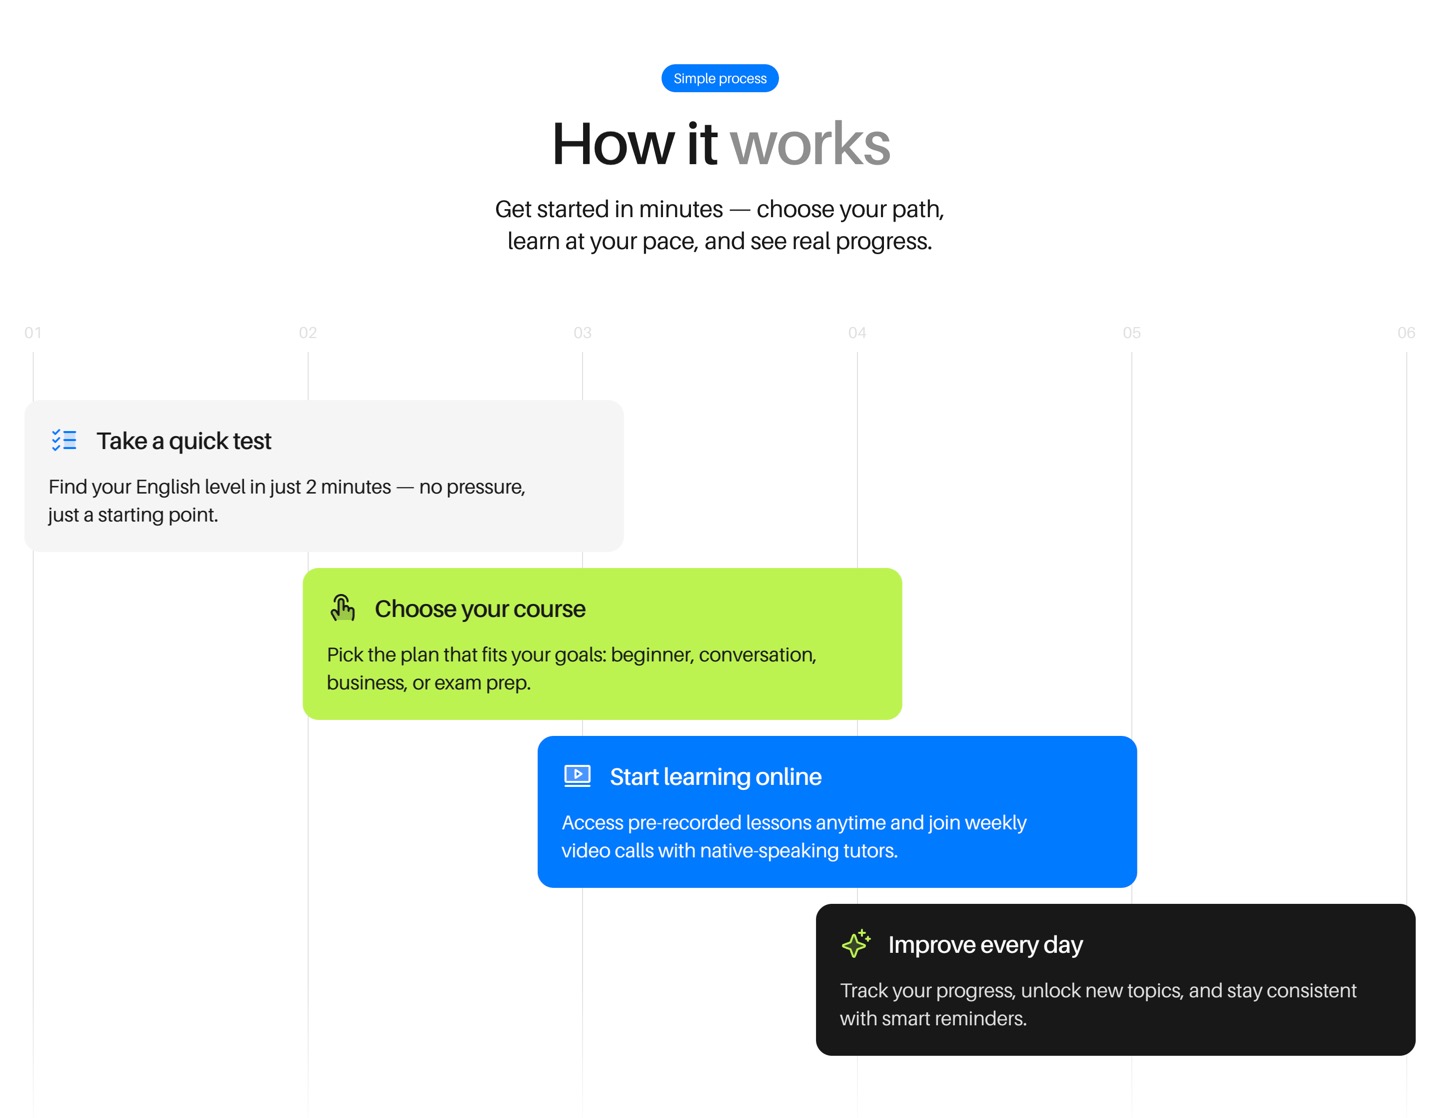 Simple process
How it works
Get started in minutes — choose your path,
learn at your pace, and see real progress.
01 02 03 04 05 06
Take a quick test
Find your English level in just 2 minutes — no pressure,
just a starting point.
Choose your course
Pick the plan that fits your goals: beginner, conversation,
business, or exam prep.
Start learning online
Access pre-recorded lessons anytime and join weekly
video calls with native-speaking tutors.
Improve every day
Track your progress, unlock new topics, and stay consistent
with smart reminders.